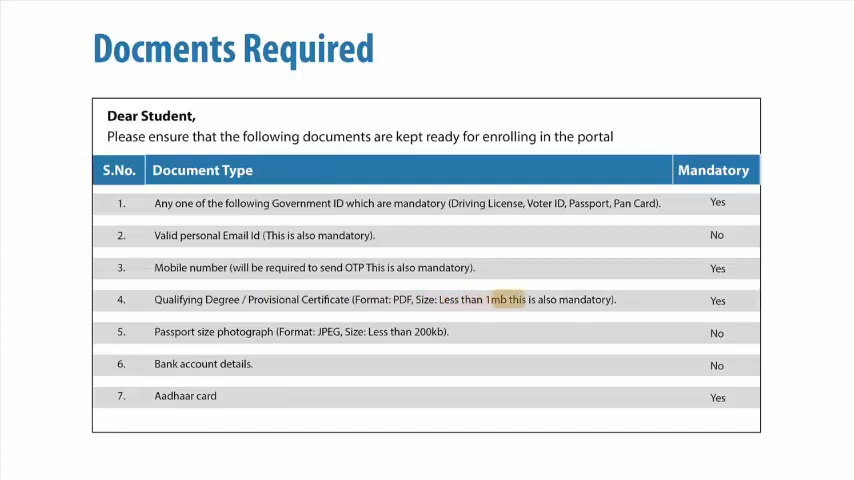 Docments Required
Dear Student,
Please ensure that the following documents are kept ready for enrolling in the portal
S.No. Document Type Mandatory
1. Any one of the following Government ID which are mandatory (Driving License, Voter ID, Passport, Pan Card). Yes
2. Valid personal Email Id (This is also mandatory). No
3. Mobile number (will be required to send OTP This is also mandatory). Yes
4. Qualifying Degree / Provisional Certificate (Format: PDF, Size: Less than 1mb this is also mandatory). Yes
5. Passport size photograph (Format: JPEG, Size: Less than 200kb). No
6. Bank account details. No
7. Aadhaar card Yes